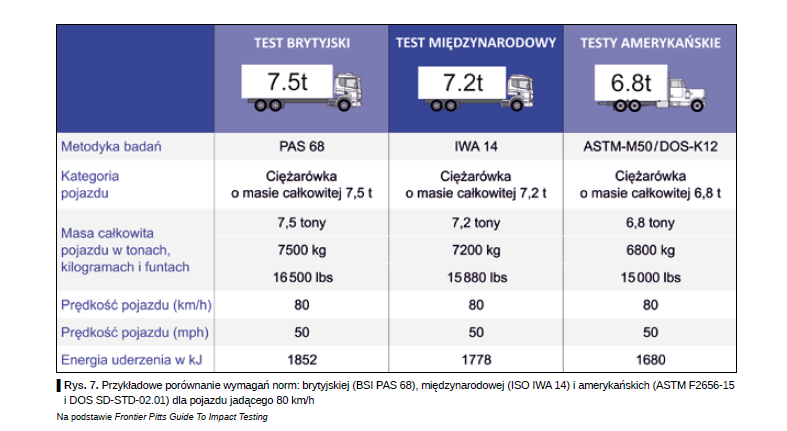 TEST BRYTYJSKI TEST MIĘDZYNARODOWY TESTY AMERYKAŃSKIE
7.5t 7.2t 6.8t
Metodyka badań PAS 68 IWA 14 ASTM-M50/DOS-K12
Kategoria pojazdu Ciężarówka o masie całkowitej 7,5 t Ciężarówka o masie całkowitej 7,2 t Ciężarówka o masie całkowitej 6,8 t
Masa całkowita pojazdu w tonach, kilogramach i funtach
7,5 tony 7,2 tony 6,8 tony
7500 kg 7200 kg 6800 kg
16 500 lbs 15 880 lbs 15 000 lbs
Prędkość pojazdu (km/h) 80 80 80
Prędkość pojazdu (mph) 50 50 50
Energia uderzenia w kJ 1852 1778 1680
Rys. 7. Przykładowe porównanie wymagań norm: brytyjskiej (BSI PAS 68), międzynarodowej (ISO IWA 14) i amerykańskich (ASTM F2656-15
i DOS SD-STD-02.01) dla pojazdu jadącego 80 km/h
Na podstawie Frontier Pitts Guide To Impact Testing